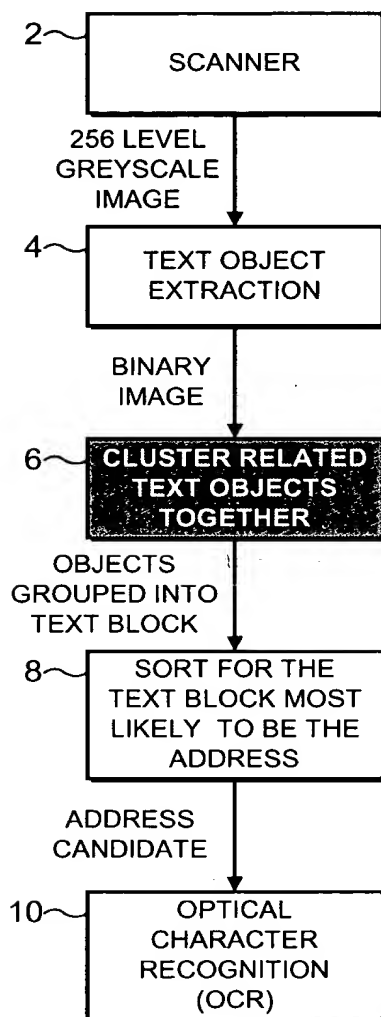 2
SCANNER
256 LEVEL
GREYSCALE
IMAGE
4
TEXT OBJECT
EXTRACTION
BINARY
IMAGE
6
CLUSTER RELATED
TEXT OBJECTS
TOGETHER
OBJECTS
GROUPED INTO
TEXT BLOCK
8
SORT FOR THE
TEXT BLOCK MOST
LIKELY TO BE THE
ADDRESS
ADDRESS
CANDIDATE
10
OPTICAL
CHARACTER
RECOGNITION
(OCR)